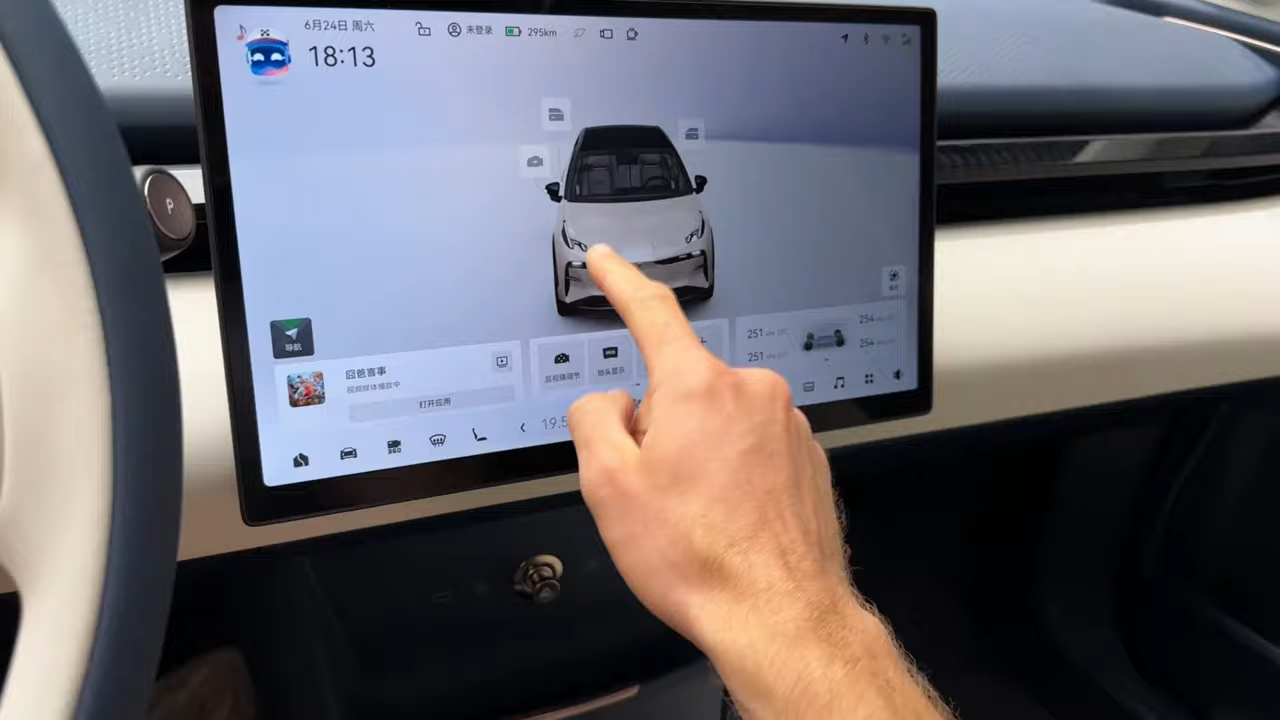 6月24日 周六
18:13
未登录
295km
P
导航
囧爸喜事
视频媒体播放中
打开应用
后视镜调节
抬头显示
251
254
251
254
360
19.5